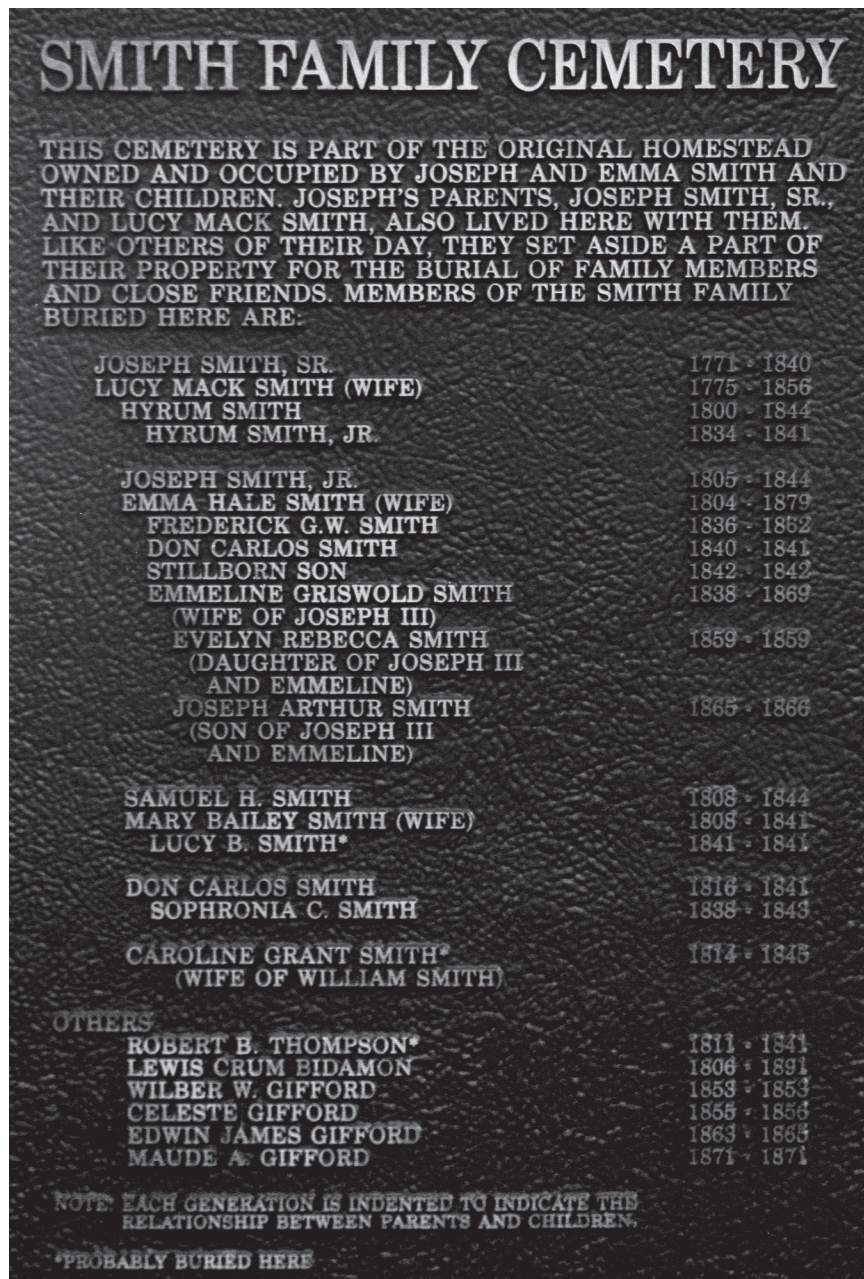 SMITH FAMILY CEMETERY
THIS CEMETERY IS PART OF THE ORIGINAL HOMESTEAD
OWNED AND OCCUPIED BY JOSEPH AND EMMA SMITH AND
THEIR CHILDREN. JOSEPH'S PARENTS, JOSEPH SMITH, SR.,
AND LUCY MACK SMITH, ALSO LIVED HERE WITH THEM.
LIKE OTHERS OF THEIR DAY, THEY SET ASIDE A PART OF
THEIR PROPERTY FOR THE BURIAL OF FAMILY MEMBERS
AND CLOSE FRIENDS. MEMBERS OF THE SMITH FAMILY
BURIED HERE ARE:
JOSEPH SMITH, SR. 1771 - 1840
LUCY MACK SMITH (WIFE) 1775 - 1856
HYRUM SMITH 1800 - 1844
HYRUM SMITH, JR. 1834 - 1841
JOSEPH SMITH, JR. 1805 - 1844
EMMA HALE SMITH (WIFE) 1804 - 1879
FREDERICK G.W. SMITH 1836 - 1862
DON CARLOS SMITH 1840 - 1841
STILLBORN SON 1842 - 1842
EMMELINE GRISWOLD SMITH 1838 - 1869
(WIFE OF JOSEPH III)
EVELYN REBECCA SMITH 1859 - 1859
(DAUGHTER OF JOSEPH III
AND EMMELINE)
JOSEPH ARTHUR SMITH 1865 - 1866
(SON OF JOSEPH III
AND EMMELINE)
SAMUEL H. SMITH 1808 - 1844
MARY BAILEY SMITH (WIFE) 1808 - 1841
LUCY B. SMITH* 1841 - 1841
DON CARLOS SMITH 1816 - 1841
SOPHRONIA C. SMITH 1838 - 1843
CAROLINE GRANT SMITH* 1814 - 1845
(WIFE OF WILLIAM SMITH)
OTHERS
ROBERT B. THOMPSON* 1811 - 1841
LEWIS CRUM BIDAMON 1806 - 1891
WILBER W. GIFFORD 1853 - 1853
CELESTE GIFFORD 1855 - 1856
EDWIN JAMES GIFFORD 1863 - 1865
MAUDE A. GIFFORD 1871 - 1871
NOTE: EACH GENERATION IS INDENTED TO INDICATE THE
RELATIONSHIP BETWEEN PARENTS AND CHILDREN.
*PROBABLY BURIED HERE